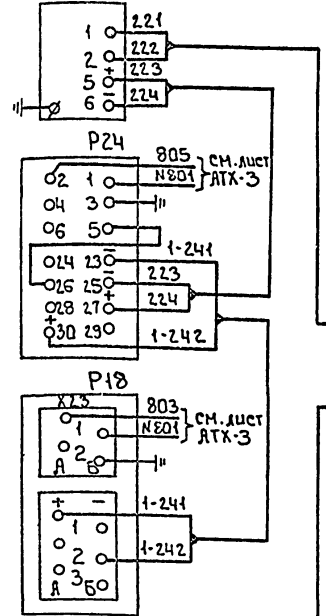 1 221
2 222
+
5 223
–
6 224
P24
2 1 805
N801
СМ. ЛИСТ
АТХ-3
4 3
6 5
24 23 – 1-241
26 25 – 223
28 27 + 224
+
30 29 1-242
P18
X23
1 803
N801
СМ. ЛИСТ
АТХ-3
2
А Б
+ – 1-241
1
2 1-242
3
А Б